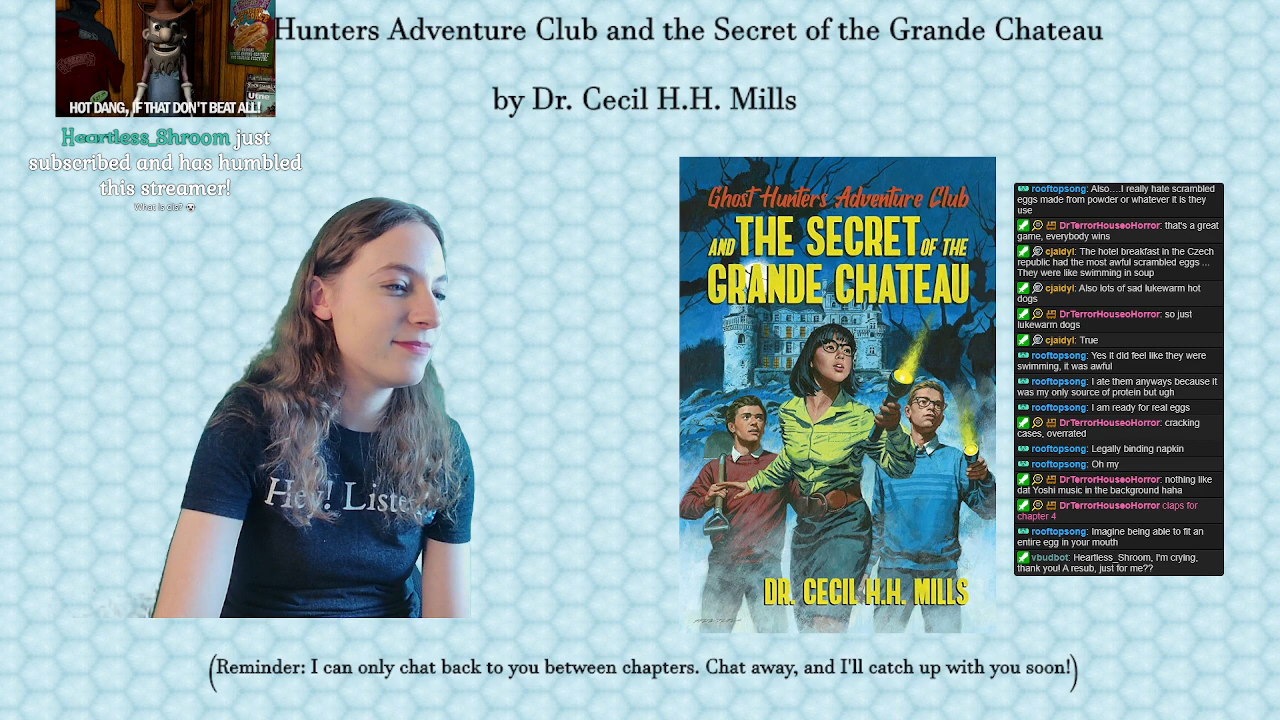 Hunters Adventure Club and the Secret of the Grande Chateau
by Dr. Cecil H.H. Mills
HOT DANG, IF THAT DON'T BEAT ALL!
Heartless_Shroom just
subscribed and has humbled
this streamer!
What is dis?
Hey! Liste
Ghost Hunters Adventure Club
AND THE SECRET OF THE
GRANDE CHATEAU
DR. CECIL H.H. MILLS
rooftopsong: Also....I really hate scrambled
eggs made from powder or whatever it is they
use
DrTerrorHouseoHorror: that's a great
game, everybody wins
cjaidyl: The hotel breakfast in the Czech
republic had the most awful scrambled eggs ...
They were like swimming in soup
cjaidyl: Also lots of sad lukewarm hot
dogs
DrTerrorHouseoHorror: so just
lukewarm dogs
cjaidyl: True
rooftopsong: Yes it did feel like they were
swimming, it was awful
rooftopsong: I ate them anyways because it
was my only source of protein but ugh
rooftopsong: I am ready for real eggs
DrTerrorHouseoHorror: cracking
cases, overrated
rooftopsong: Legally binding napkin
rooftopsong: Oh my
DrTerrorHouseoHorror: nothing like
dat Yoshi music in the background haha
DrTerrorHouseoHorror claps for
chapter 4
rooftopsong: Imagine being able to fit an
entire egg in your mouth
vbudbot: Heartless_Shroom, I'm crying,
thank you! A resub, just for me??
(Reminder: I can only chat back to you between chapters. Chat away, and I'll catch up with you soon!)